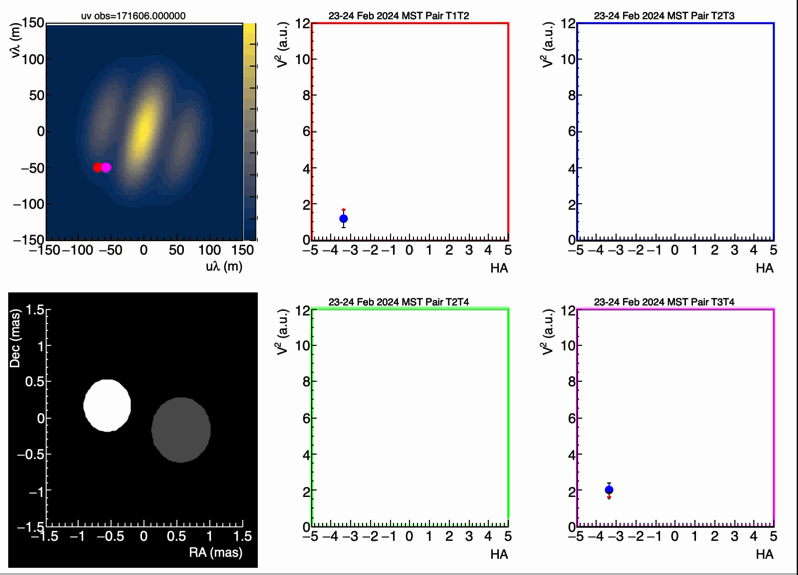 uv obs=171606.000000
vλ (m)
150
100
50
0
−50
−100
−150
−150 −100 −50 0 50 100 150
uλ (m)
23-24 Feb 2024 MST Pair T1T2
V² (a.u.)
12
10
8
6
4
2
0
−5 −4 −3 −2 −1 0 1 2 3 4 5
HA
23-24 Feb 2024 MST Pair T2T3
V² (a.u.)
12
10
8
6
4
2
0
−5 −4 −3 −2 −1 0 1 2 3 4 5
HA
Dec (mas)
1.5
1
0.5
0
−0.5
−1
−1.5
−1.5 −1 −0.5 0 0.5 1 1.5
RA (mas)
23-24 Feb 2024 MST Pair T2T4
V² (a.u.)
12
10
8
6
4
2
0
−5 −4 −3 −2 −1 0 1 2 3 4 5
HA
23-24 Feb 2024 MST Pair T3T4
V² (a.u.)
12
10
8
6
4
2
0
−5 −4 −3 −2 −1 0 1 2 3 4 5
HA